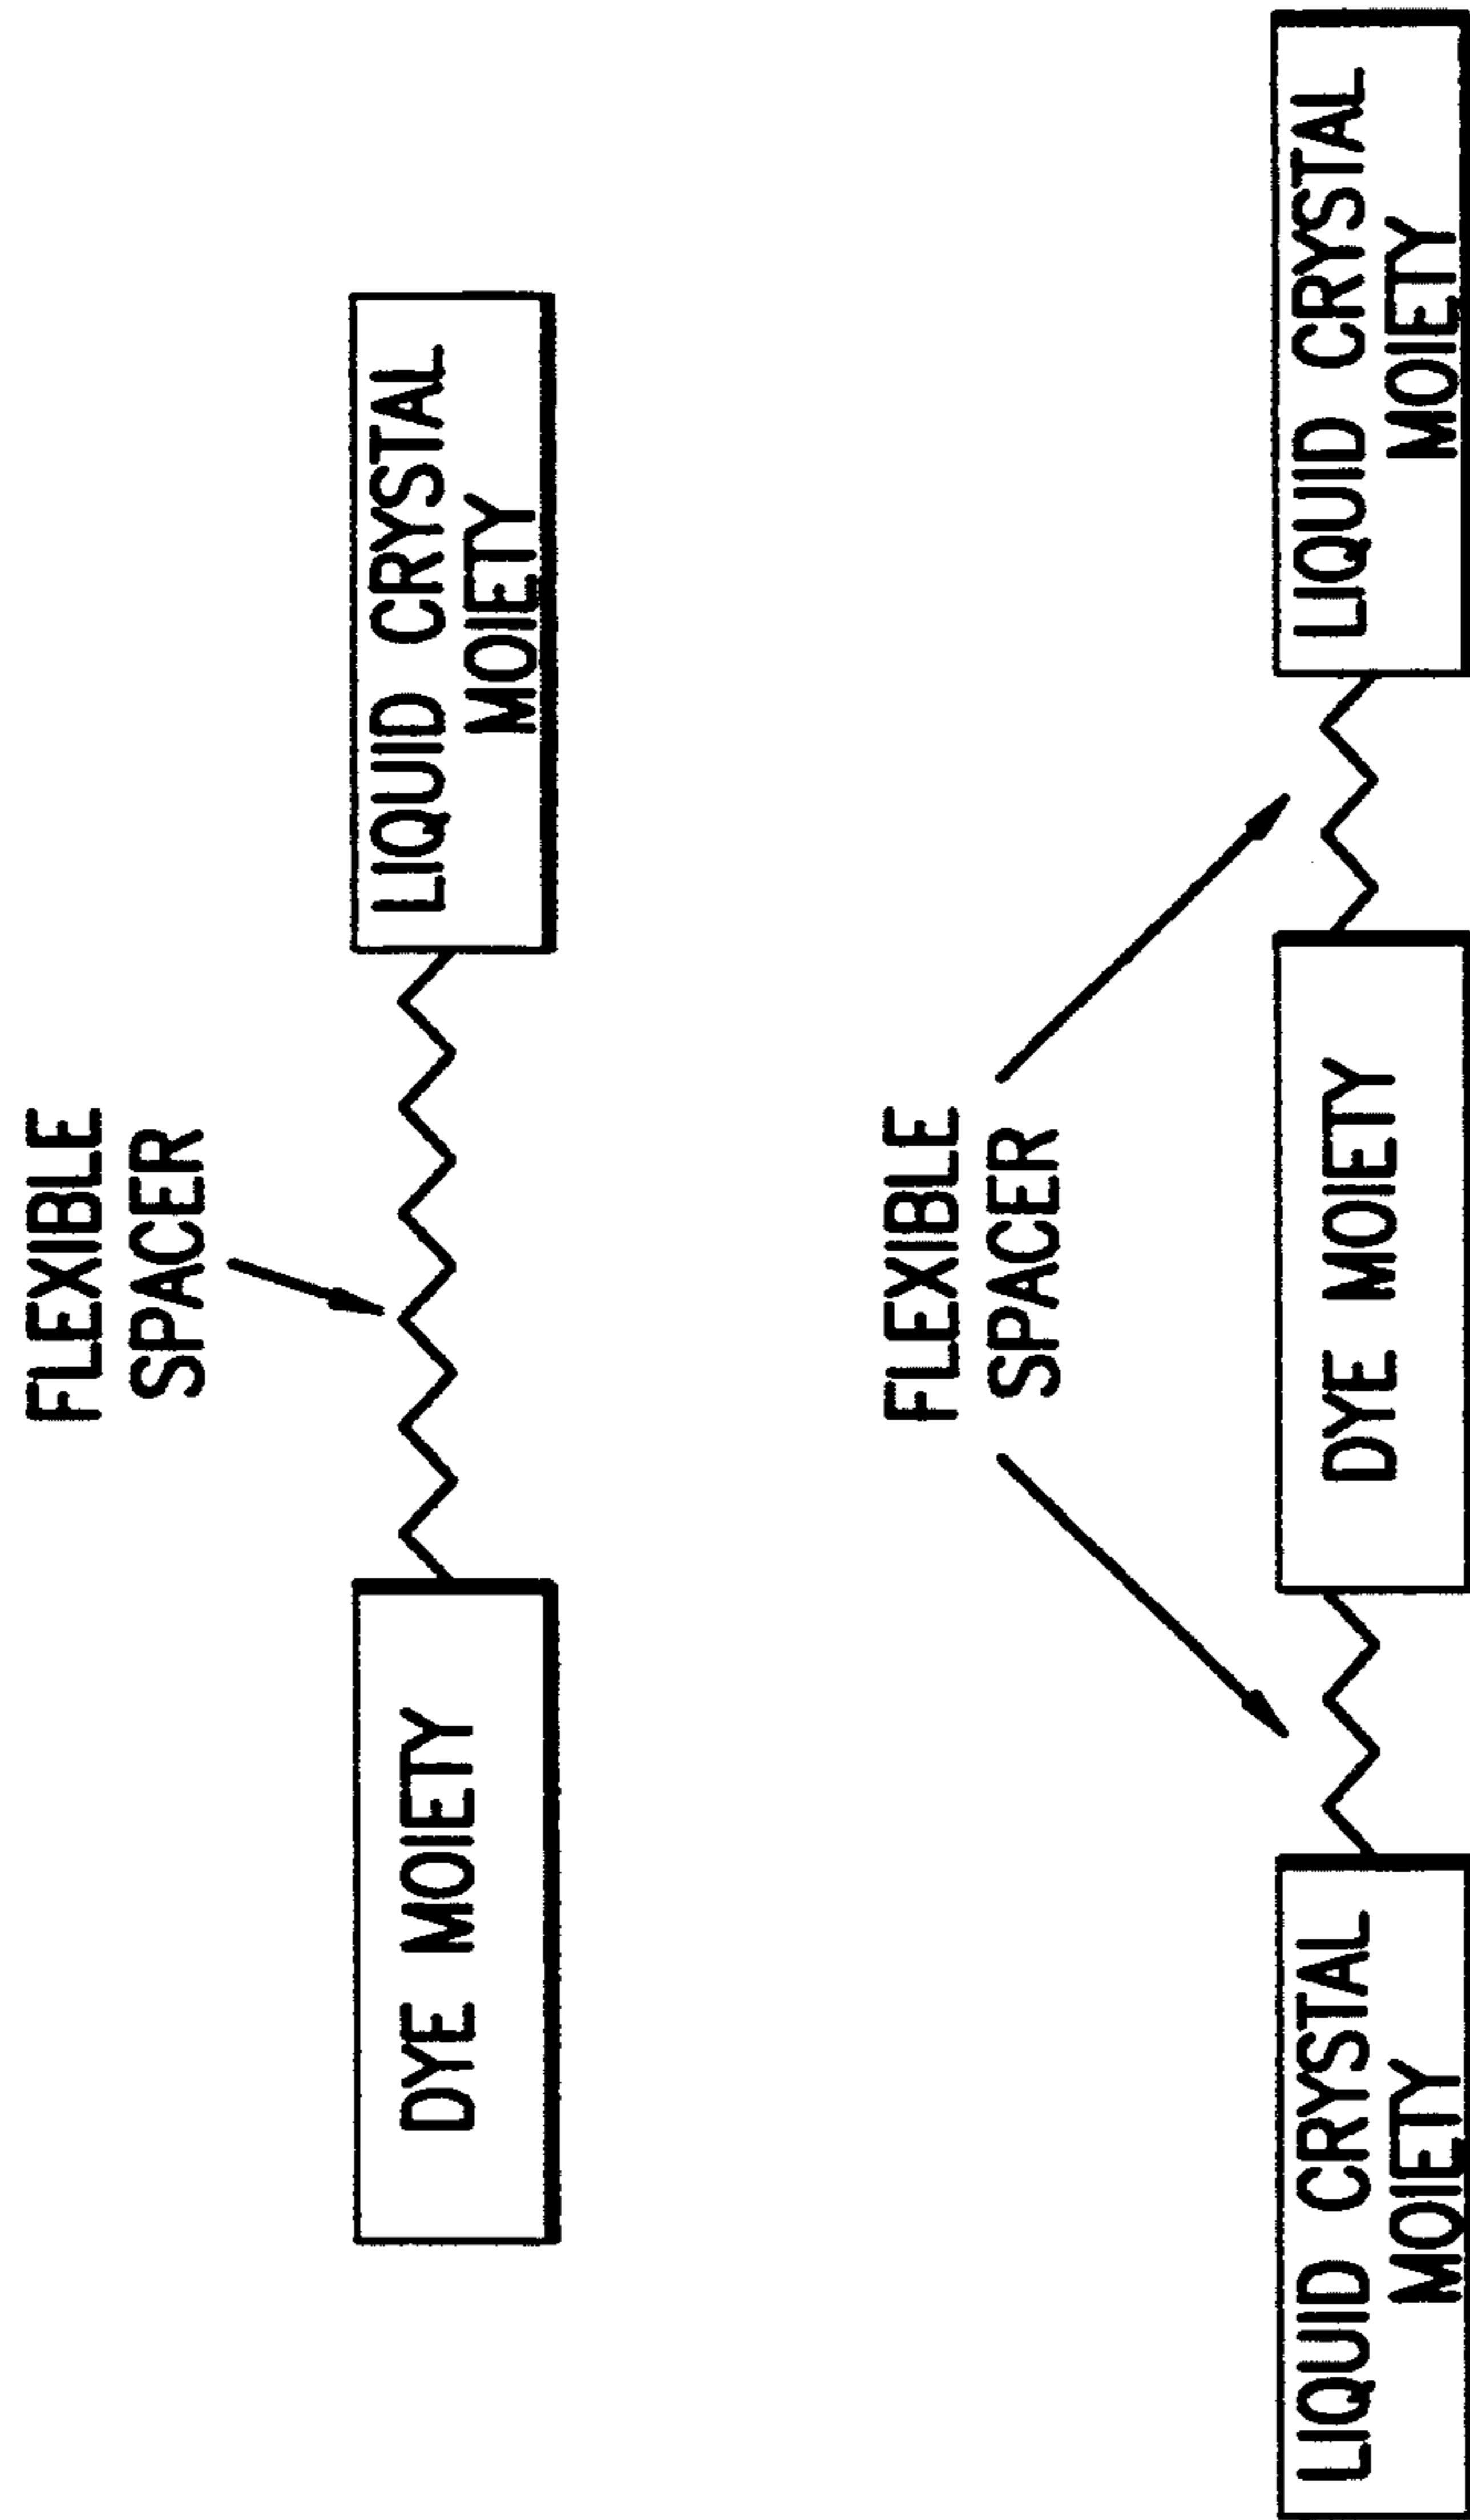 FLEXIBLE
SPACER
DYE MOIETY
LIQUID CRYSTAL
MOIETY
FLEXIBLE
SPACER
LIQUID CRYSTAL
MOIETY
DYE MOIETY
LIQUID CRYSTAL
MOIETY